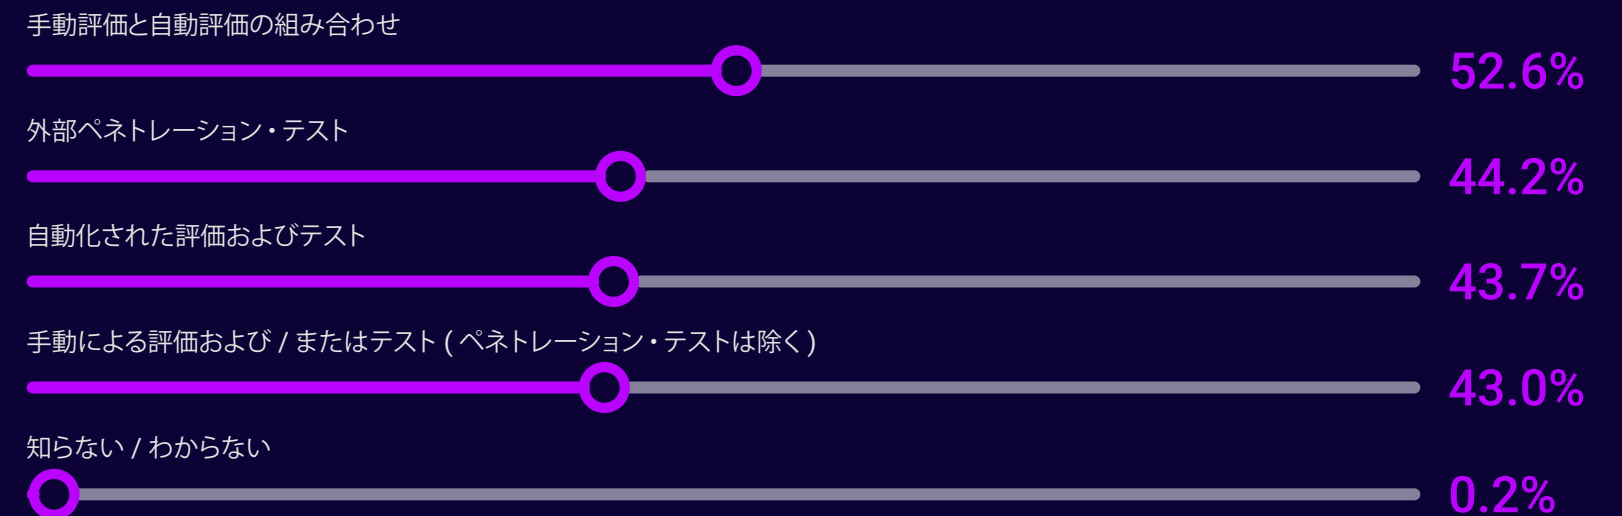 手動評価と自動評価の組み合わせ
52.6%
外部ペネトレーション・テスト
44.2%
自動化された評価およびテスト
43.7%
手動による評価および / またはテスト ( ペネトレーション・テストは除く )
43.0%
知らない / わからない
0.2%